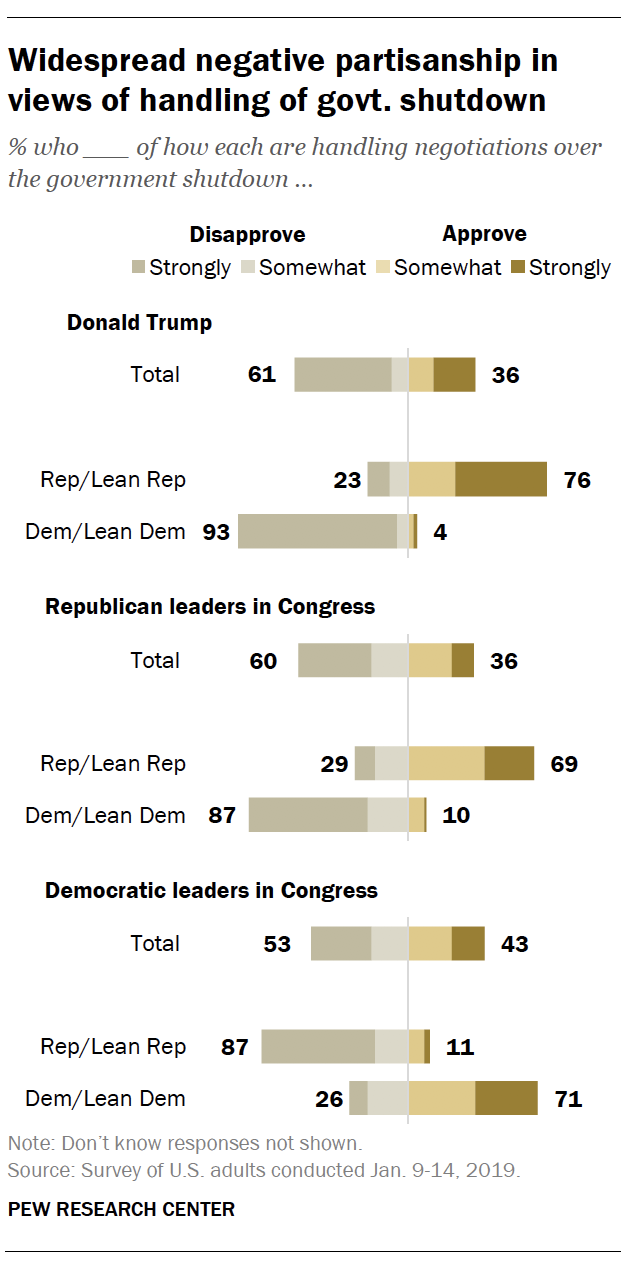 Widespread negative partisanship in
views of handling of govt. shutdown
% who ____ of how each are handling negotiations over
the government shutdown ...
Disapprove Approve
Strongly Somewhat Somewhat Strongly
Donald Trump
Total 61 36
Rep/Lean Rep 23 76
Dem/Lean Dem 93 4
Republican leaders in Congress
Total 60 36
Rep/Lean Rep 29 69
Dem/Lean Dem 87 10
Democratic leaders in Congress
Total 53 43
Rep/Lean Rep 87 11
Dem/Lean Dem 26 71
Note: Don’t know responses not shown.
Source: Survey of U.S. adults conducted Jan. 9-14, 2019.
PEW RESEARCH CENTER